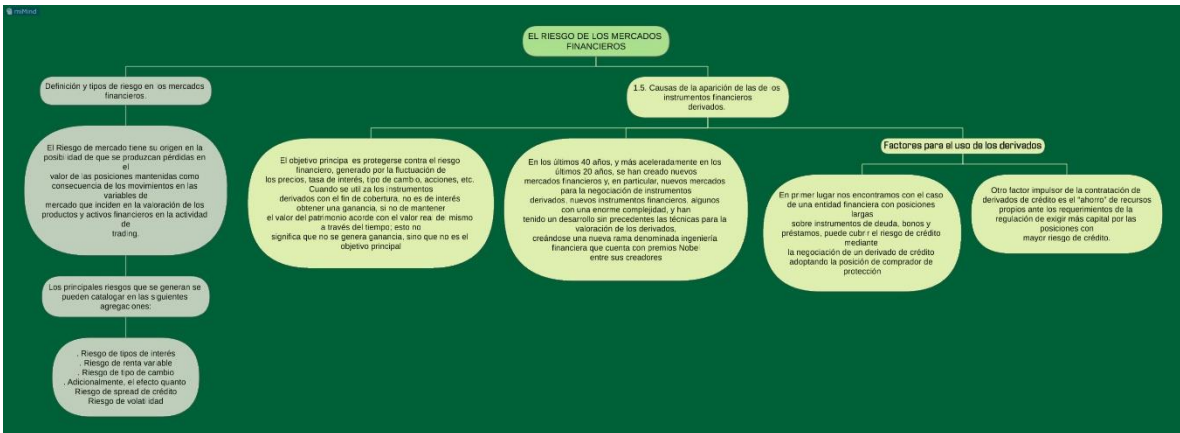 miMind
EL RIESGO DE LOS MERCADOS
FINANCIEROS
Definición y tipos de riesgo en los mercados
financieros.
El Riesgo de mercado tiene su origen en la
posibilidad de que se produzcan pérdidas en
el
valor de las posiciones mantenidas como
consecuencia de los movimientos en las
variables de
mercado que inciden en la valoración de los
productos y activos financieros en la actividad
de
trading.
Los principales riesgos que se generan se
pueden catalogar en las siguientes
agregaciones:
. Riesgo de tipos de interés
. Riesgo de renta variable
. Riesgo de tipo de cambio
. Adicionalmente, el efecto quanto
Riesgo de spread de crédito
Riesgo de volatilidad
1.5. Causas de la aparición de las de los
instrumentos financieros
derivados.
El objetivo principal es protegerse contra el riesgo
financiero, generado por la fluctuación de
los precios, tasa de interés, tipo de cambio, acciones, etc.
Cuando se utiliza los instrumentos
derivados con el fin de cobertura, no es de interés
obtener una ganancia, si no de mantener
el valor del patrimonio acorde con el valor real de mismo
a través del tiempo; esto no
significa que no se genera ganancia, sino que no es el
objetivo principal
En los últimos 40 años, y más aceleradamente en los
últimos 20 años, se han creado nuevos
mercados financieros y, en particular, nuevos mercados
para la negociación de instrumentos
derivados, nuevos instrumentos financieros, algunos
con una enorme complejidad, y han
tenido un desarrollo sin precedentes las técnicas para la
valoración de los derivados,
creándose una nueva rama denominada ingeniería
financiera que cuenta con premios Nobel
entre sus creadores
Factores para el uso de los derivados
En primer lugar nos encontramos con el caso
de una entidad financiera con posiciones
largas
sobre instrumentos de deuda, bonos y
préstamos, puede cubrir el riesgo de crédito
mediante
la negociación de un derivado de crédito
adoptando la posición de comprador de
protección
Otro factor impulsor de la contratación de
derivados de crédito es el "ahorro" de recursos
propios ante los requerimientos de la
regulación de exigir más capital por las
posiciones con
mayor riesgo de crédito.